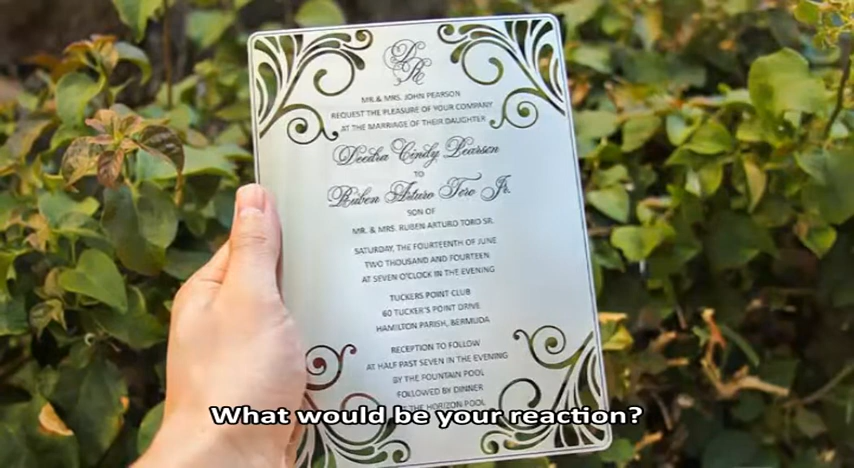 DR
MR.& MRS. JOHN PEARSON
REQUEST THE PLEASURE OF YOUR COMPANY
AT THE MARRIAGE OF THEIR DAUGHTER
Deedra Cindy Pearson
TO
Ruben Arturo Toro Jr.
SON OF
MR. & MRS. RUBEN ARTURO TORO SR.
SATURDAY, THE FOURTEENTH OF JUNE
TWO THOUSAND AND FOURTEEN
AT SEVEN O'CLOCK IN THE EVENING
TUCKERS POINT CLUB
60 TUCKER'S POINT DRIVE
HAMILTON PARISH, BERMUDA
RECEPTION TO FOLLOW
AT HALF PAST SEVEN IN THE EVENING
BY THE FOUNTAIN POOL
FOLLOWED BY DINNER
THE HORIZON POOL
What would be your reaction?